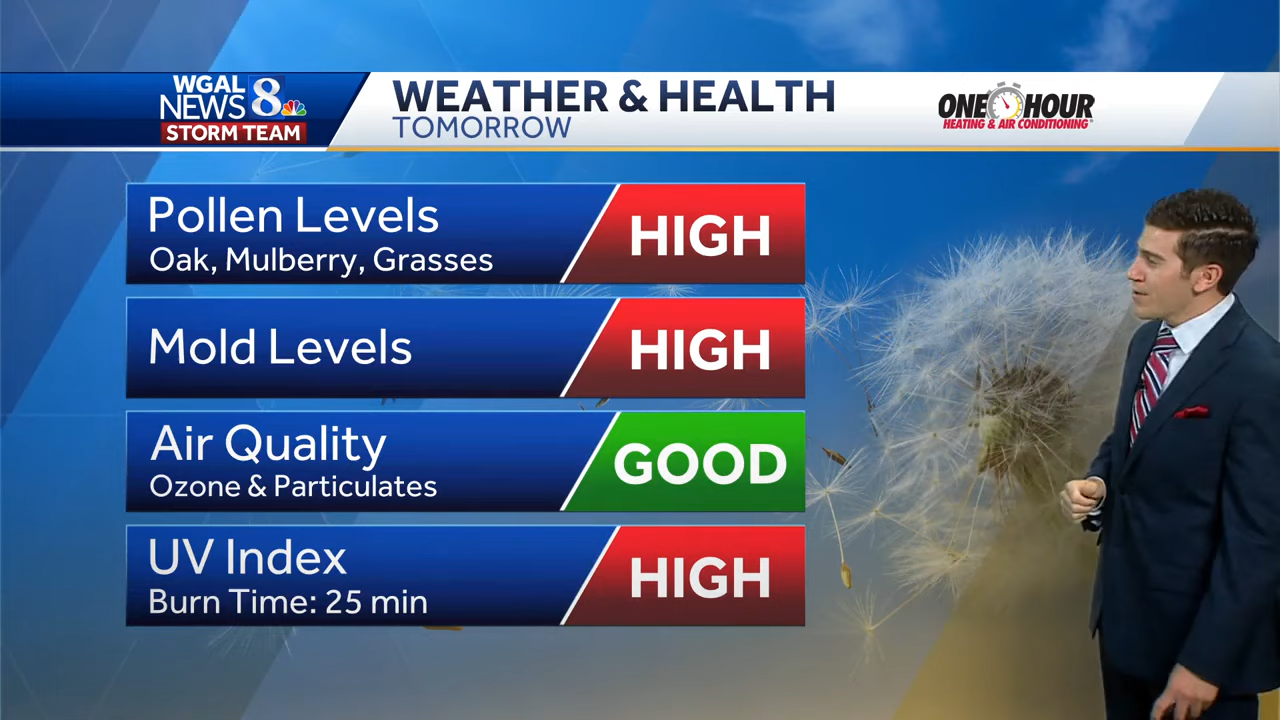 WGAL
NEWS 8
STORM TEAM
WEATHER & HEALTH
TOMORROW
ONE HOUR
HEATING & AIR CONDITIONING®
Pollen Levels
Oak, Mulberry, Grasses
HIGH
Mold Levels
HIGH
Air Quality
Ozone & Particulates
GOOD
UV Index
Burn Time: 25 min
HIGH